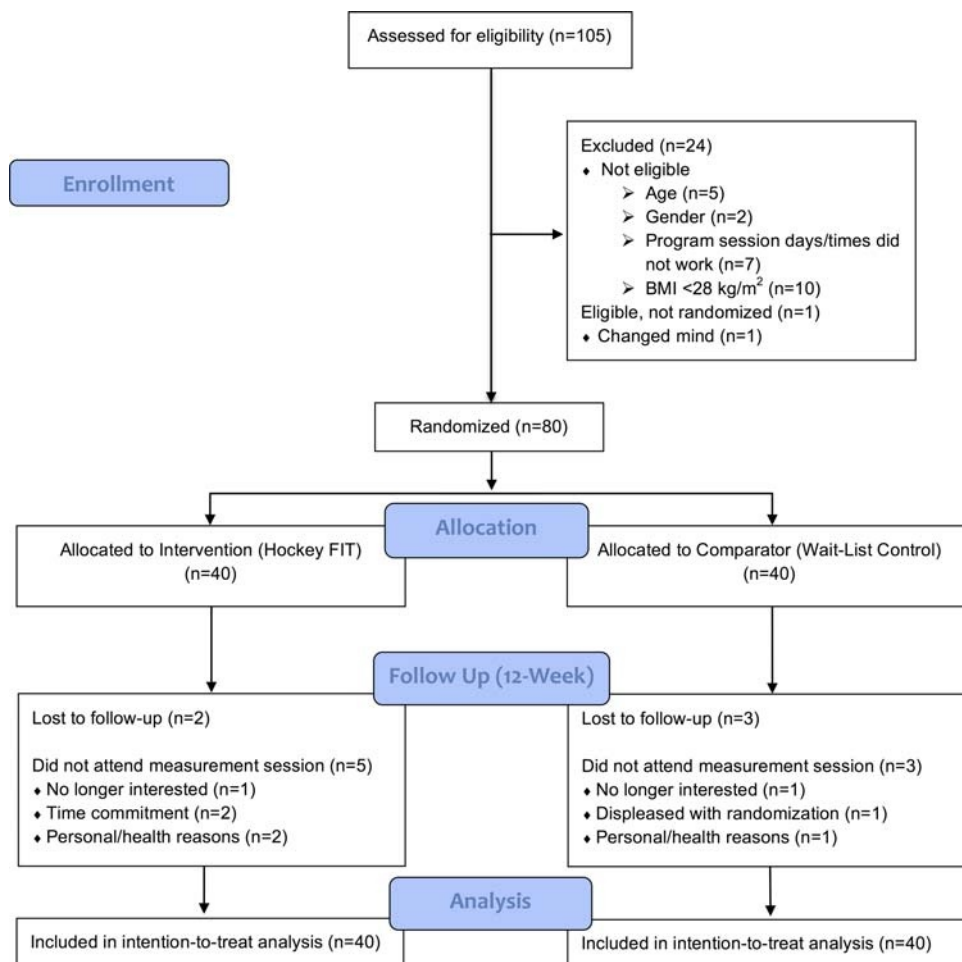 Assessed for eligibility (n=105)
Enrollment
Excluded (n=24)
♦ Not eligible
➢ Age (n=5)
➢ Gender (n=2)
➢ Program session days/times did
not work (n=7)
➢ BMI <28 kg/m² (n=10)
Eligible, not randomized (n=1)
♦ Changed mind (n=1)
Randomized (n=80)
Allocation
Allocated to Intervention (Hockey FIT)
(n=40)
Allocated to Comparator (Wait-List Control)
(n=40)
Follow Up (12-Week)
Lost to follow-up (n=2)
Did not attend measurement session (n=5)
♦ No longer interested (n=1)
♦ Time commitment (n=2)
♦ Personal/health reasons (n=2)
Lost to follow-up (n=3)
Did not attend measurement session (n=3)
♦ No longer interested (n=1)
♦ Displeased with randomization (n=1)
♦ Personal/health reasons (n=1)
Analysis
Included in intention-to-treat analysis (n=40)
Included in intention-to-treat analysis (n=40)